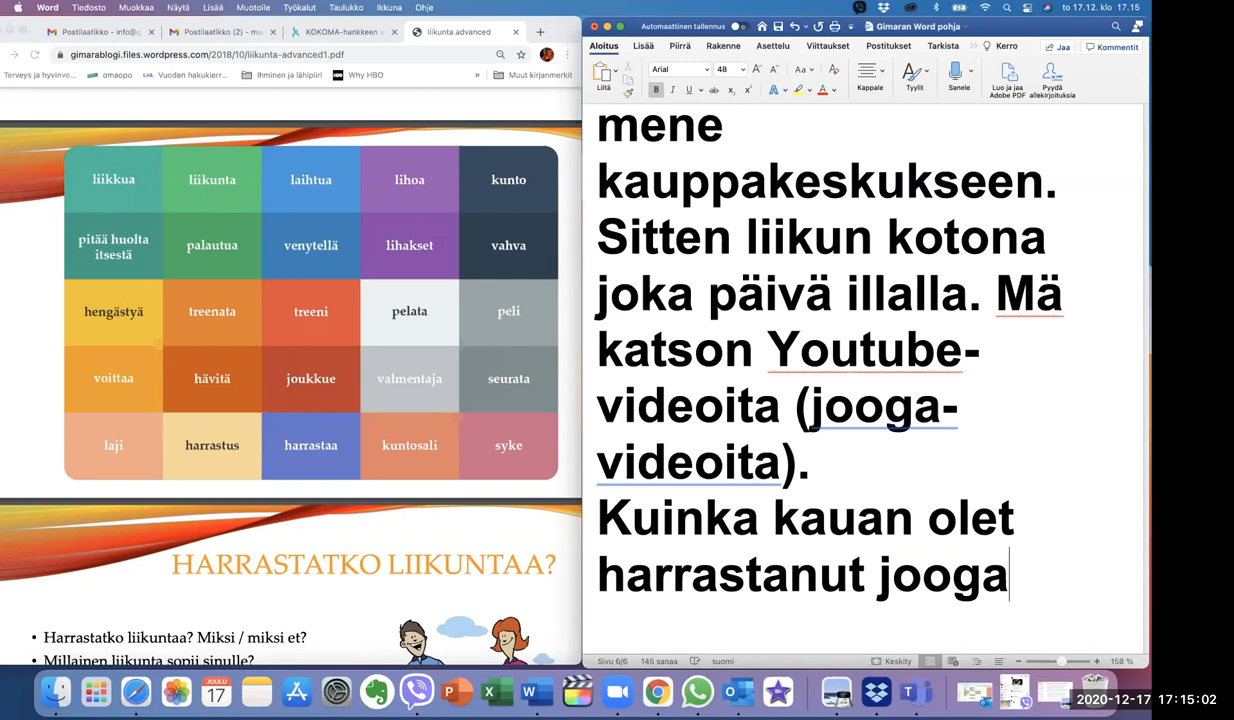 Word Tiedosto Muokkaa Näytä Lisää Muotoile Työkalut Taulukko Ikkuna Ohje
to 17.12. klo 17.15
Postilaatikko - info@g
Postilaatikko (2) - ma
KOKOMA-hankkeen v
liikunta advanced
gimarablogi.files.wordpress.com/2018/10/liikunta-advanced1.pdf
Terveys ja hyvinvo...
omaopo
Vuoden hakukierr...
Ihminen ja lähipiiri
HBO Why HBO
Muut kirjanmerkit
liikkua liikunta laihtua lihoa kunto
pitää huolta itsestä palautua venytellä lihakset vahva
hengästyä treenata treeni pelata peli
voittaa hävitä joukkue valmentaja seurata
laji harrastus harrastaa kuntosali syke
HARRASTATKO LIIKUNTAA?
• Harrastatko liikuntaa? Miksi / miksi et?
• Millainen liikunta sopii sinulle?
Automaattinen tallennus
Gimaran Word pohja
Aloitus Lisää Piirrä Rakenne Asettelu Viittaukset Postitukset Tarkista Kerro Jaa Kommentit
Liitä
Arial 48
Kappale
Tyylit
Sanele
Luo ja jaa Adobe PDF
Pyydä allekirjoituksia
mene
kauppakeskukseen.
Sitten liikun kotona
joka päivä illalla. Mä
katson Youtube-
videoita (jooga-
videoita).
Kuinka kauan olet
harrastanut jooga
Sivu 6/6 145 sanaa suomi Keskity 158 %
JOULU
17
2020-12-17 17:15:02